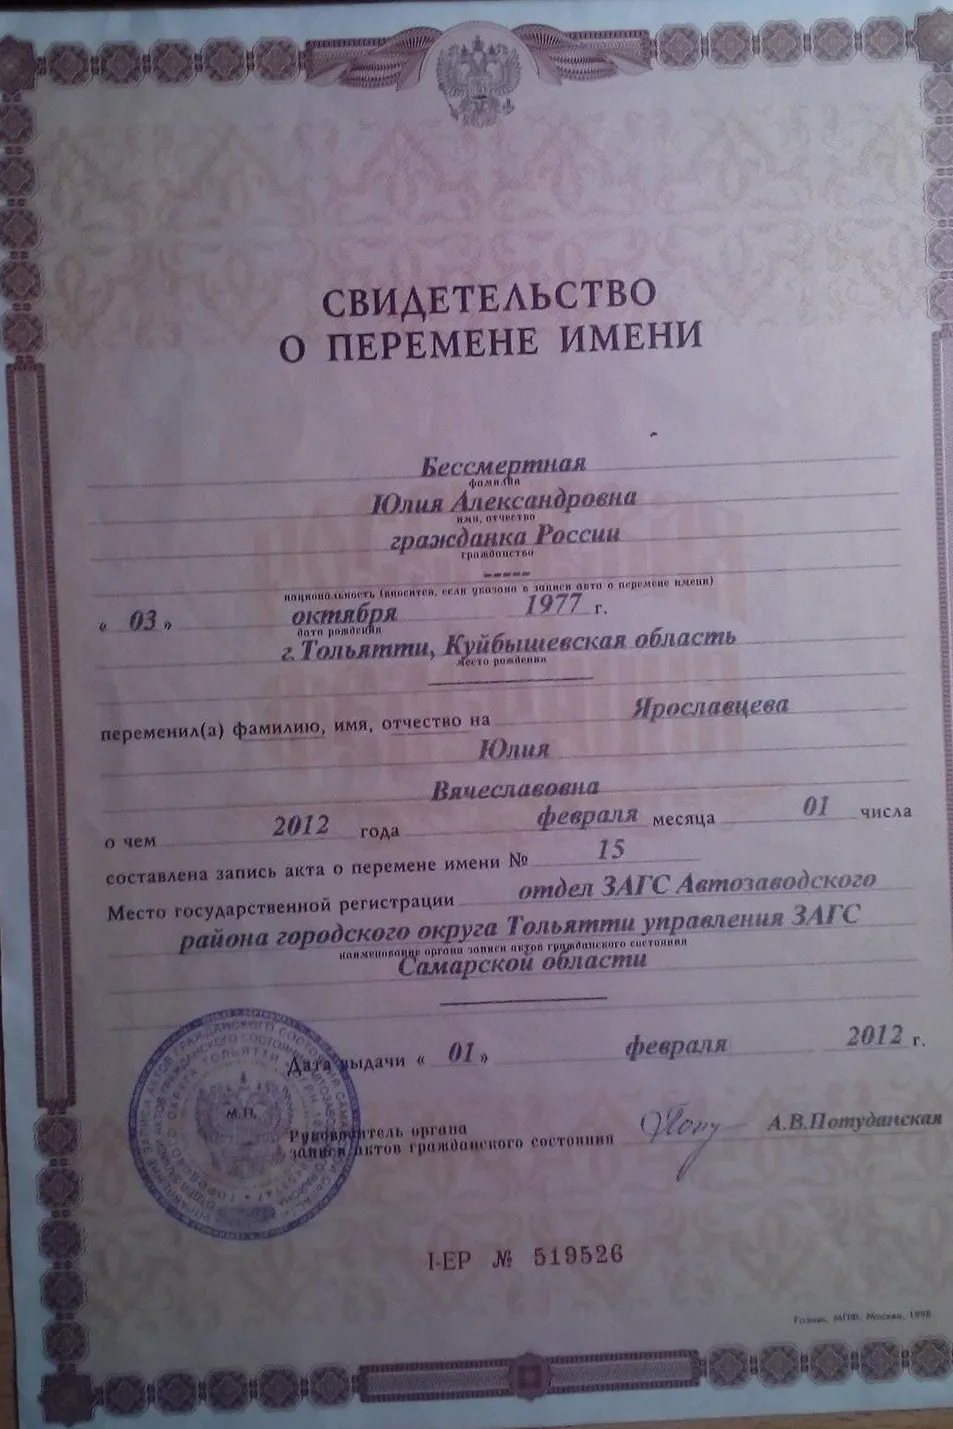 СВИДЕТЕЛЬСТВО
О ПЕРЕМЕНЕ ИМЕНИ
Бессмертная
фамилия
Юлия Александровна
имя, отчество
гражданка России
гражданство
-----
национальность (вносится, если указано в записи акта о перемене имени)
« 03 » октября 1977 г.
дата рождения
г. Тольятти, Куйбышевская область
место рождения
переменил(а) фамилию, имя, отчество на Ярославцева
Юлия
Вячеславовна
о чем 2012 года февраля месяца 01 числа
составлена запись акта о перемене имени № 15
Место государственной регистрации отдел ЗАГС Автозаводского
района городского округа Тольятти управления ЗАГС
наименование органа записи актов гражданского состояния
Самарской области
Дата выдачи « 01 » февраля 2012 г.
М.П.
Руководитель органа
записи актов гражданского состояния А.В.Потуданская
I-ЕР № 519526
Гознак, МПФ, Москва, 1998